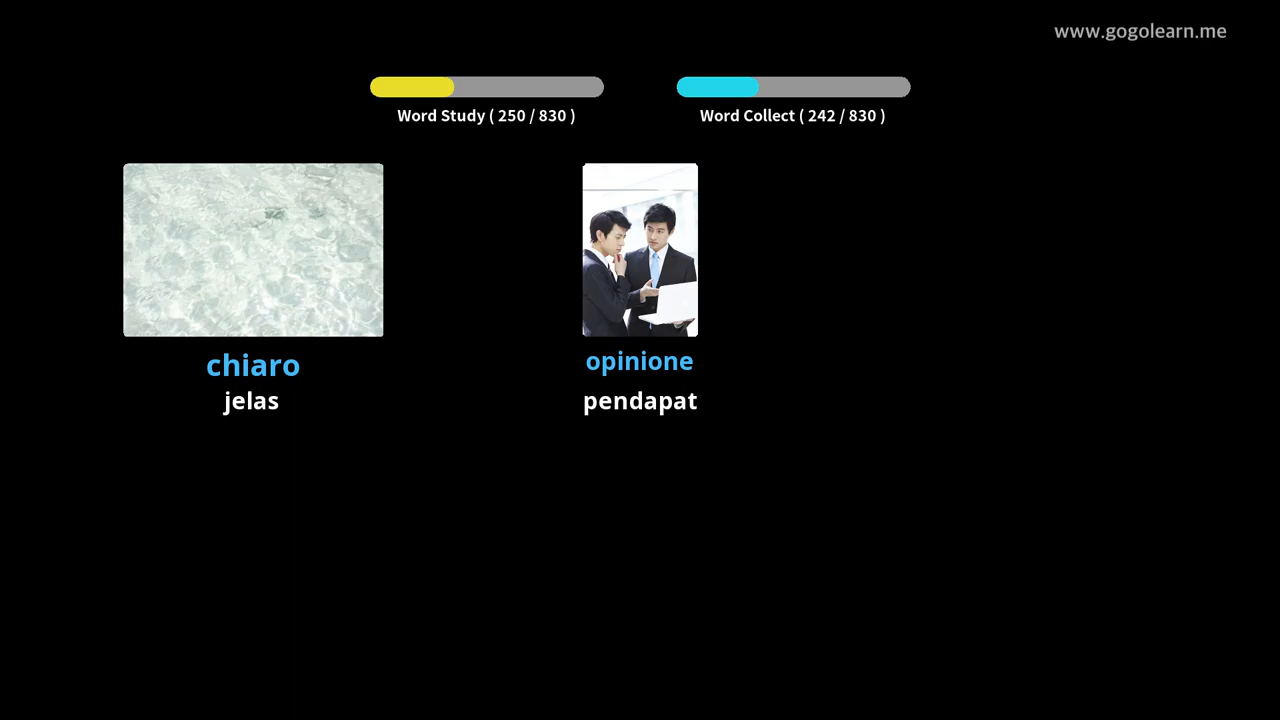 www.gogolearn.me
Word Study ( 250 / 830 )
Word Collect ( 242 / 830 )
chiaro
jelas
opinione
pendapat